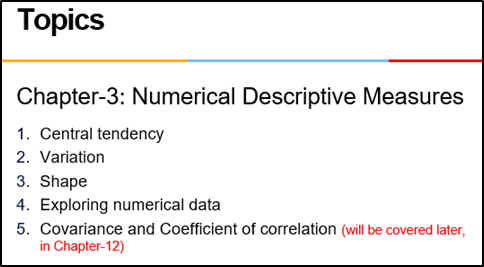 Topics
Chapter-3: Numerical Descriptive Measures
1. Central tendency
2. Variation
3. Shape
4. Exploring numerical data
5. Covariance and Coefficient of correlation (will be covered later,
in Chapter-12)